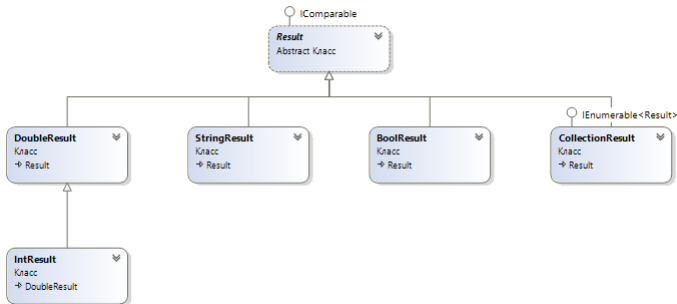 IComparable
Result
Abstract Класс
IEnumerable<Result>
DoubleResult
Класс
Result
StringResult
Класс
Result
BoolResult
Класс
Result
CollectionResult
Класс
Result
IntResult
Класс
DoubleResult